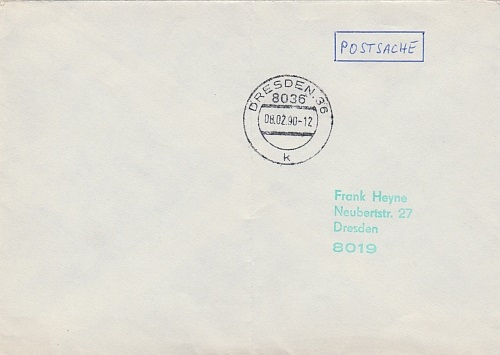 POSTSACHE
DRESDEN 36
8036
08.02.90-12
k
Frank Heyne
Neubertstr. 27
Dresden
8019